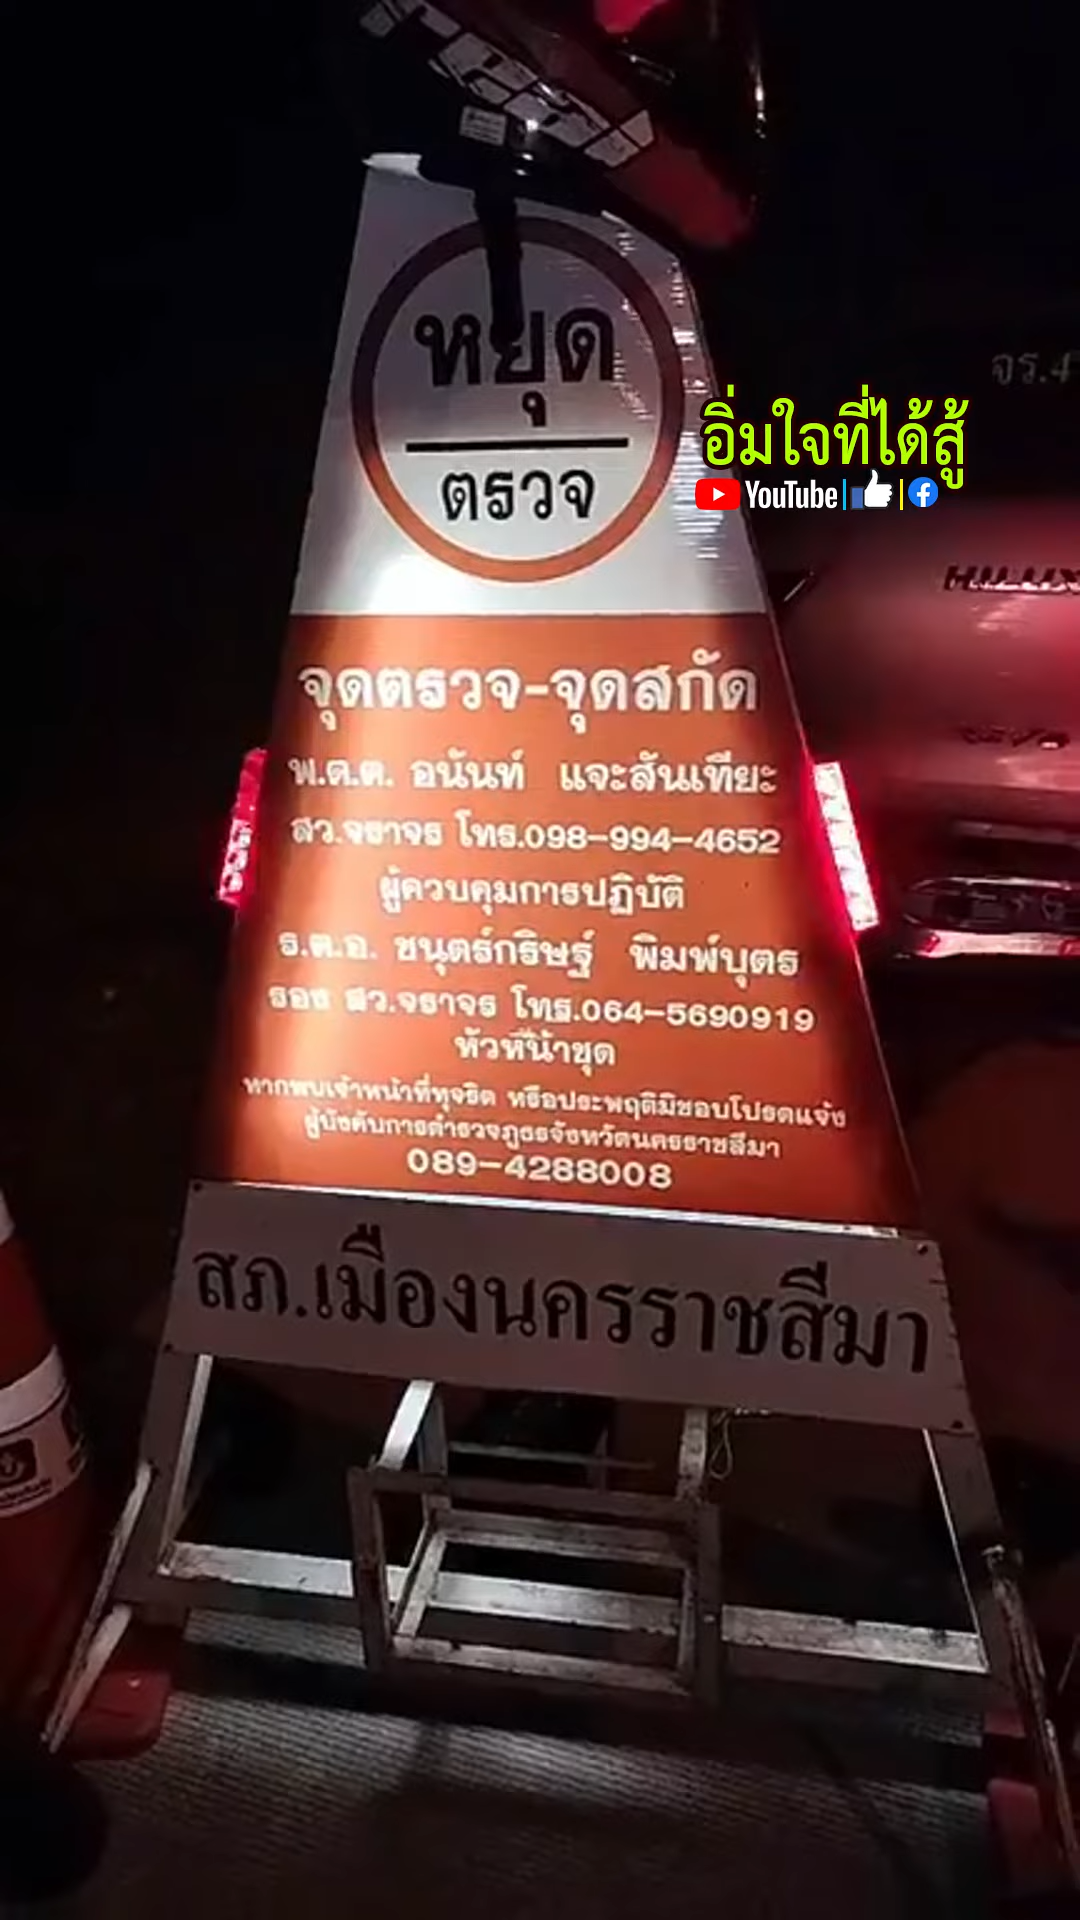 หยุด
ตรวจ
จร.4
อิ่มใจที่ได้สู้
YouTube
HILUX
จุดตรวจ-จุดสกัด
พ.ต.ต. อนันท์ แจะสันเทียะ
สว.จราจร โทร.098-994-4652
ผู้ควบคุมการปฏิบัติ
ร.ต.อ. ชนุตร์กริษฐ์ พิมพ์บุตร
รอง สว.จราจร โทร.064-5690919
หัวหน้าชุด
หากพบเจ้าหน้าที่ทุจริต หรือประพฤติมิชอบโปรดแจ้ง
ผู้บังคับการตำรวจภูธรจังหวัดนครราชสีมา
089-4288008
สภ.เมืองนครราชสีมา